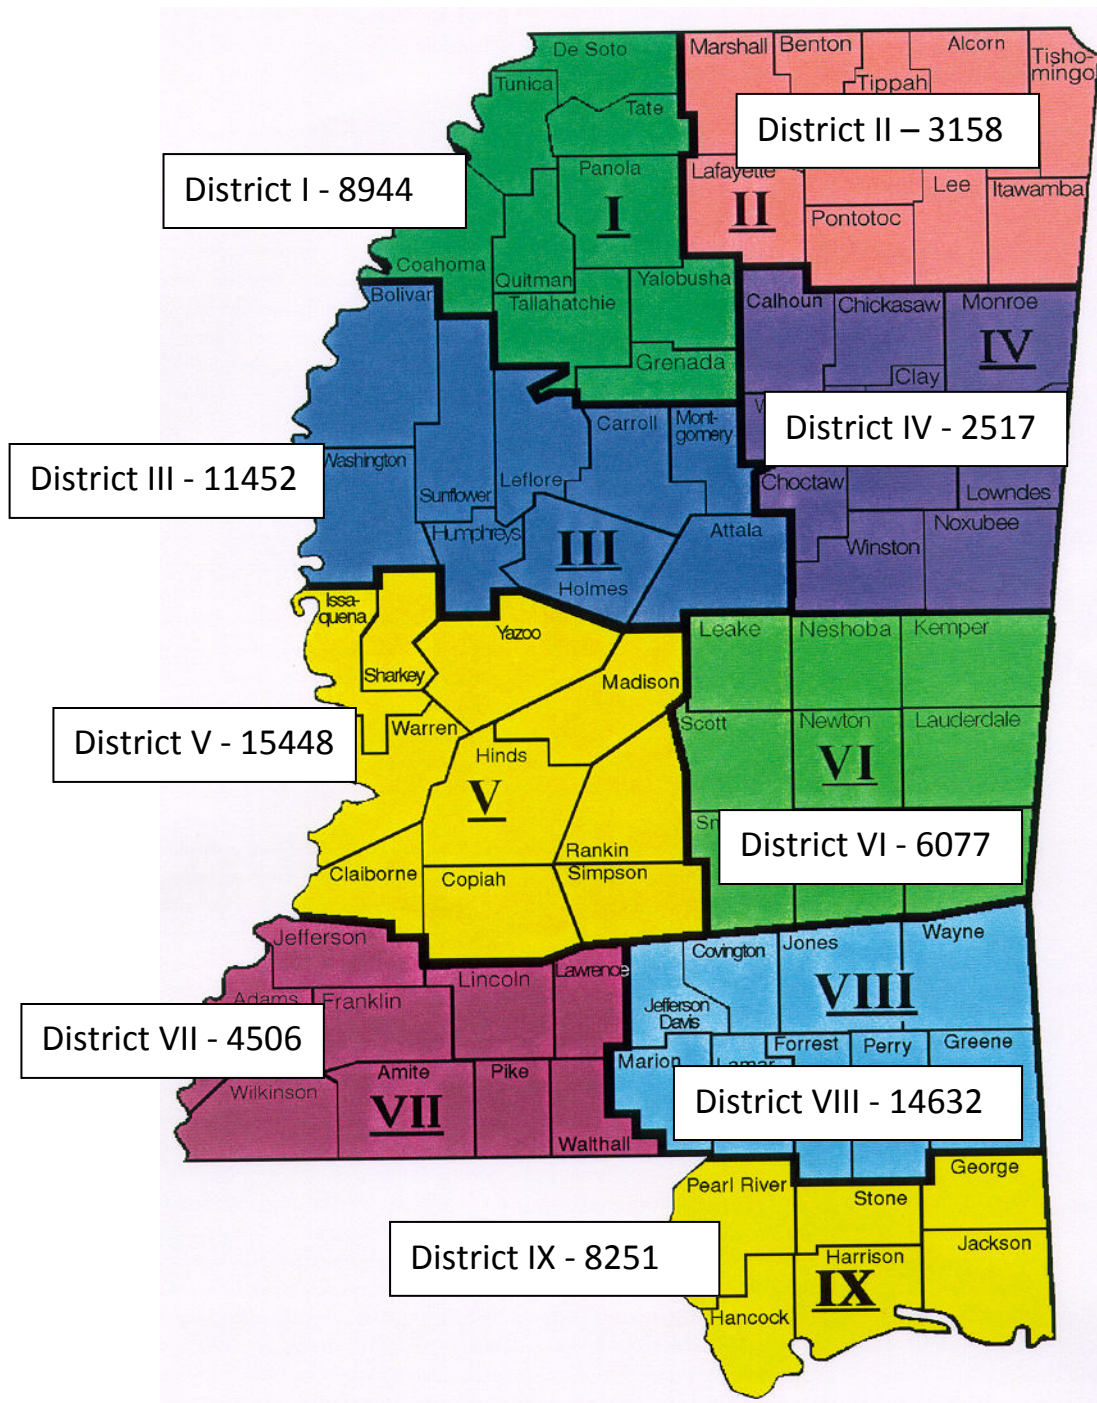 De Soto
Marshall
Benton
Alcorn
Tisho-
mingo
Tunica
Tippah
Tate
District II – 3158
District I - 8944
Panola
Lafayette
Lee
Itawamba
I
II
Pontotoc
Coahoma
Quitman
Yalobusha
Bolivar
Tallahatchie
Calhoun
Chickasaw
Monroe
IV
Grenada
Clay
Carroll
Mont-
gomery
District IV - 2517
Washington
District III - 11452
Sunflower
Leflore
Choctaw
Lowndes
Humphreys
III
Attala
Noxubee
Winston
Holmes
Issa-
quena
Yazoo
Leake
Neshoba
Kemper
Sharkey
Madison
Warren
Scott
Newton
Lauderdale
District V - 15448
Hinds
V
VI
Rankin
District VI - 6077
Claiborne
Copiah
Simpson
Jefferson
Covington
Jones
Wayne
Lincoln
Lawrence
Adams
Franklin
VIII
Jefferson
Davis
District VII - 4506
Marion
Lamar
Forrest
Perry
Greene
Wilkinson
Amite
Pike
VII
District VIII - 14632
Walthall
Pearl River
Stone
George
District IX - 8251
Harrison
Jackson
IX
Hancock